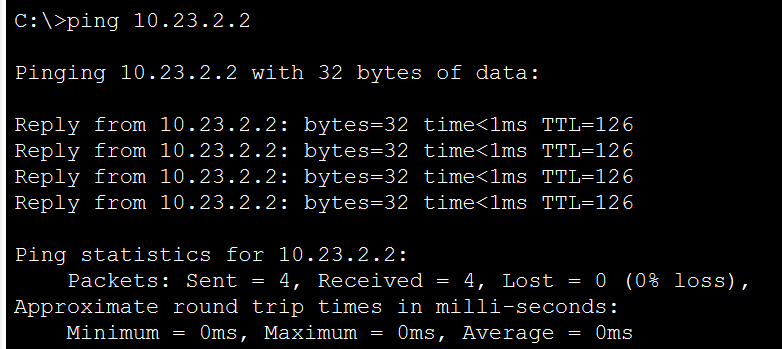 C:\>ping 10.23.2.2
Pinging 10.23.2.2 with 32 bytes of data:
Reply from 10.23.2.2: bytes=32 time<1ms TTL=126
Reply from 10.23.2.2: bytes=32 time<1ms TTL=126
Reply from 10.23.2.2: bytes=32 time<1ms TTL=126
Reply from 10.23.2.2: bytes=32 time<1ms TTL=126
Ping statistics for 10.23.2.2:
Packets: Sent = 4, Received = 4, Lost = 0 (0% loss),
Approximate round trip times in milli-seconds:
Minimum = 0ms, Maximum = 0ms, Average = 0ms